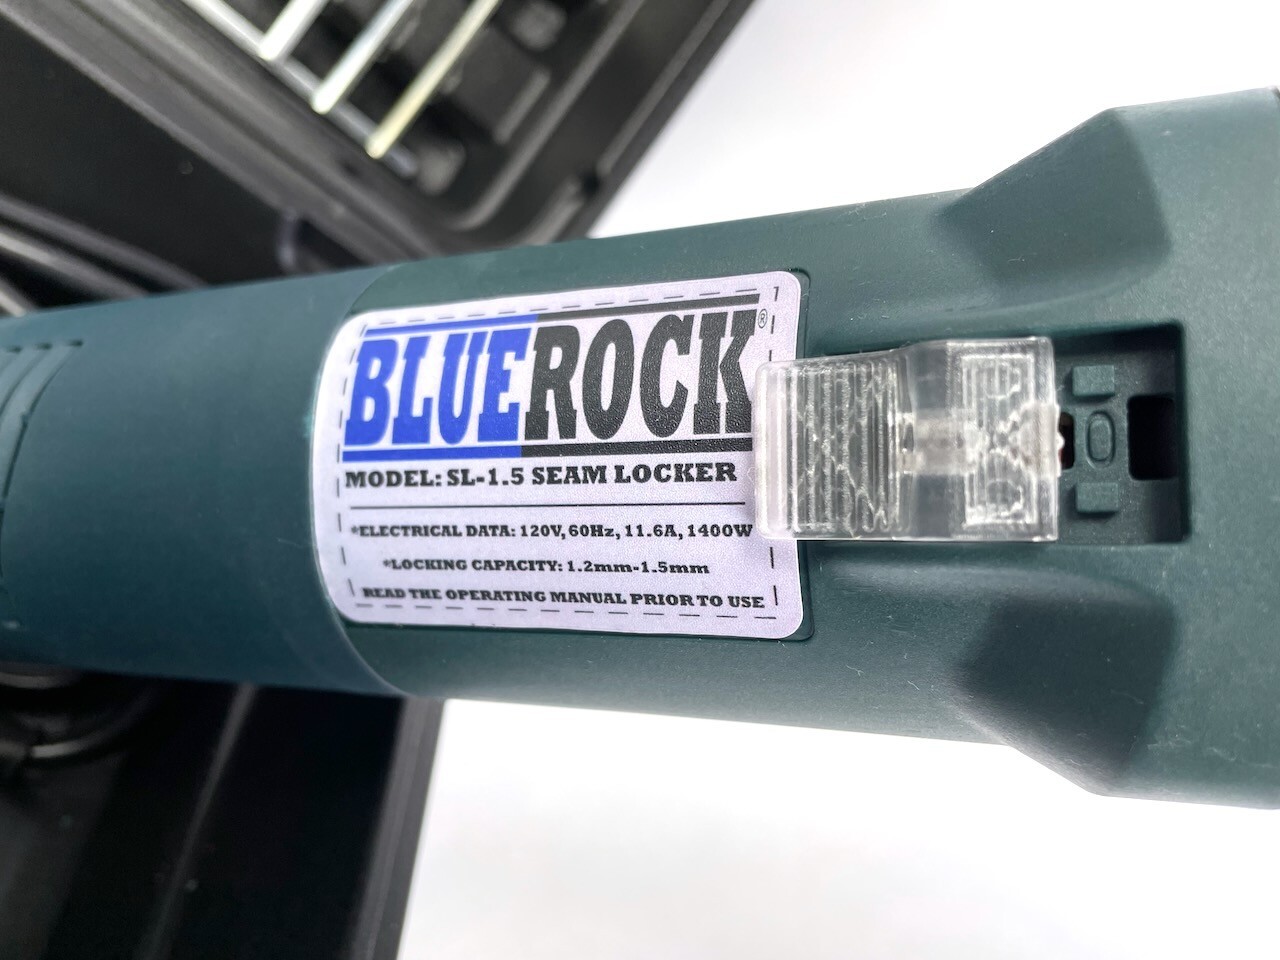 BLUEROCK®
MODEL: SL-1.5 SEAM LOCKER
*ELECTRICAL DATA: 120V, 60Hz, 11.6A, 1400W
*LOCKING CAPACITY: 1.2mm-1.5mm
READ THE OPERATING MANUAL PRIOR TO USE